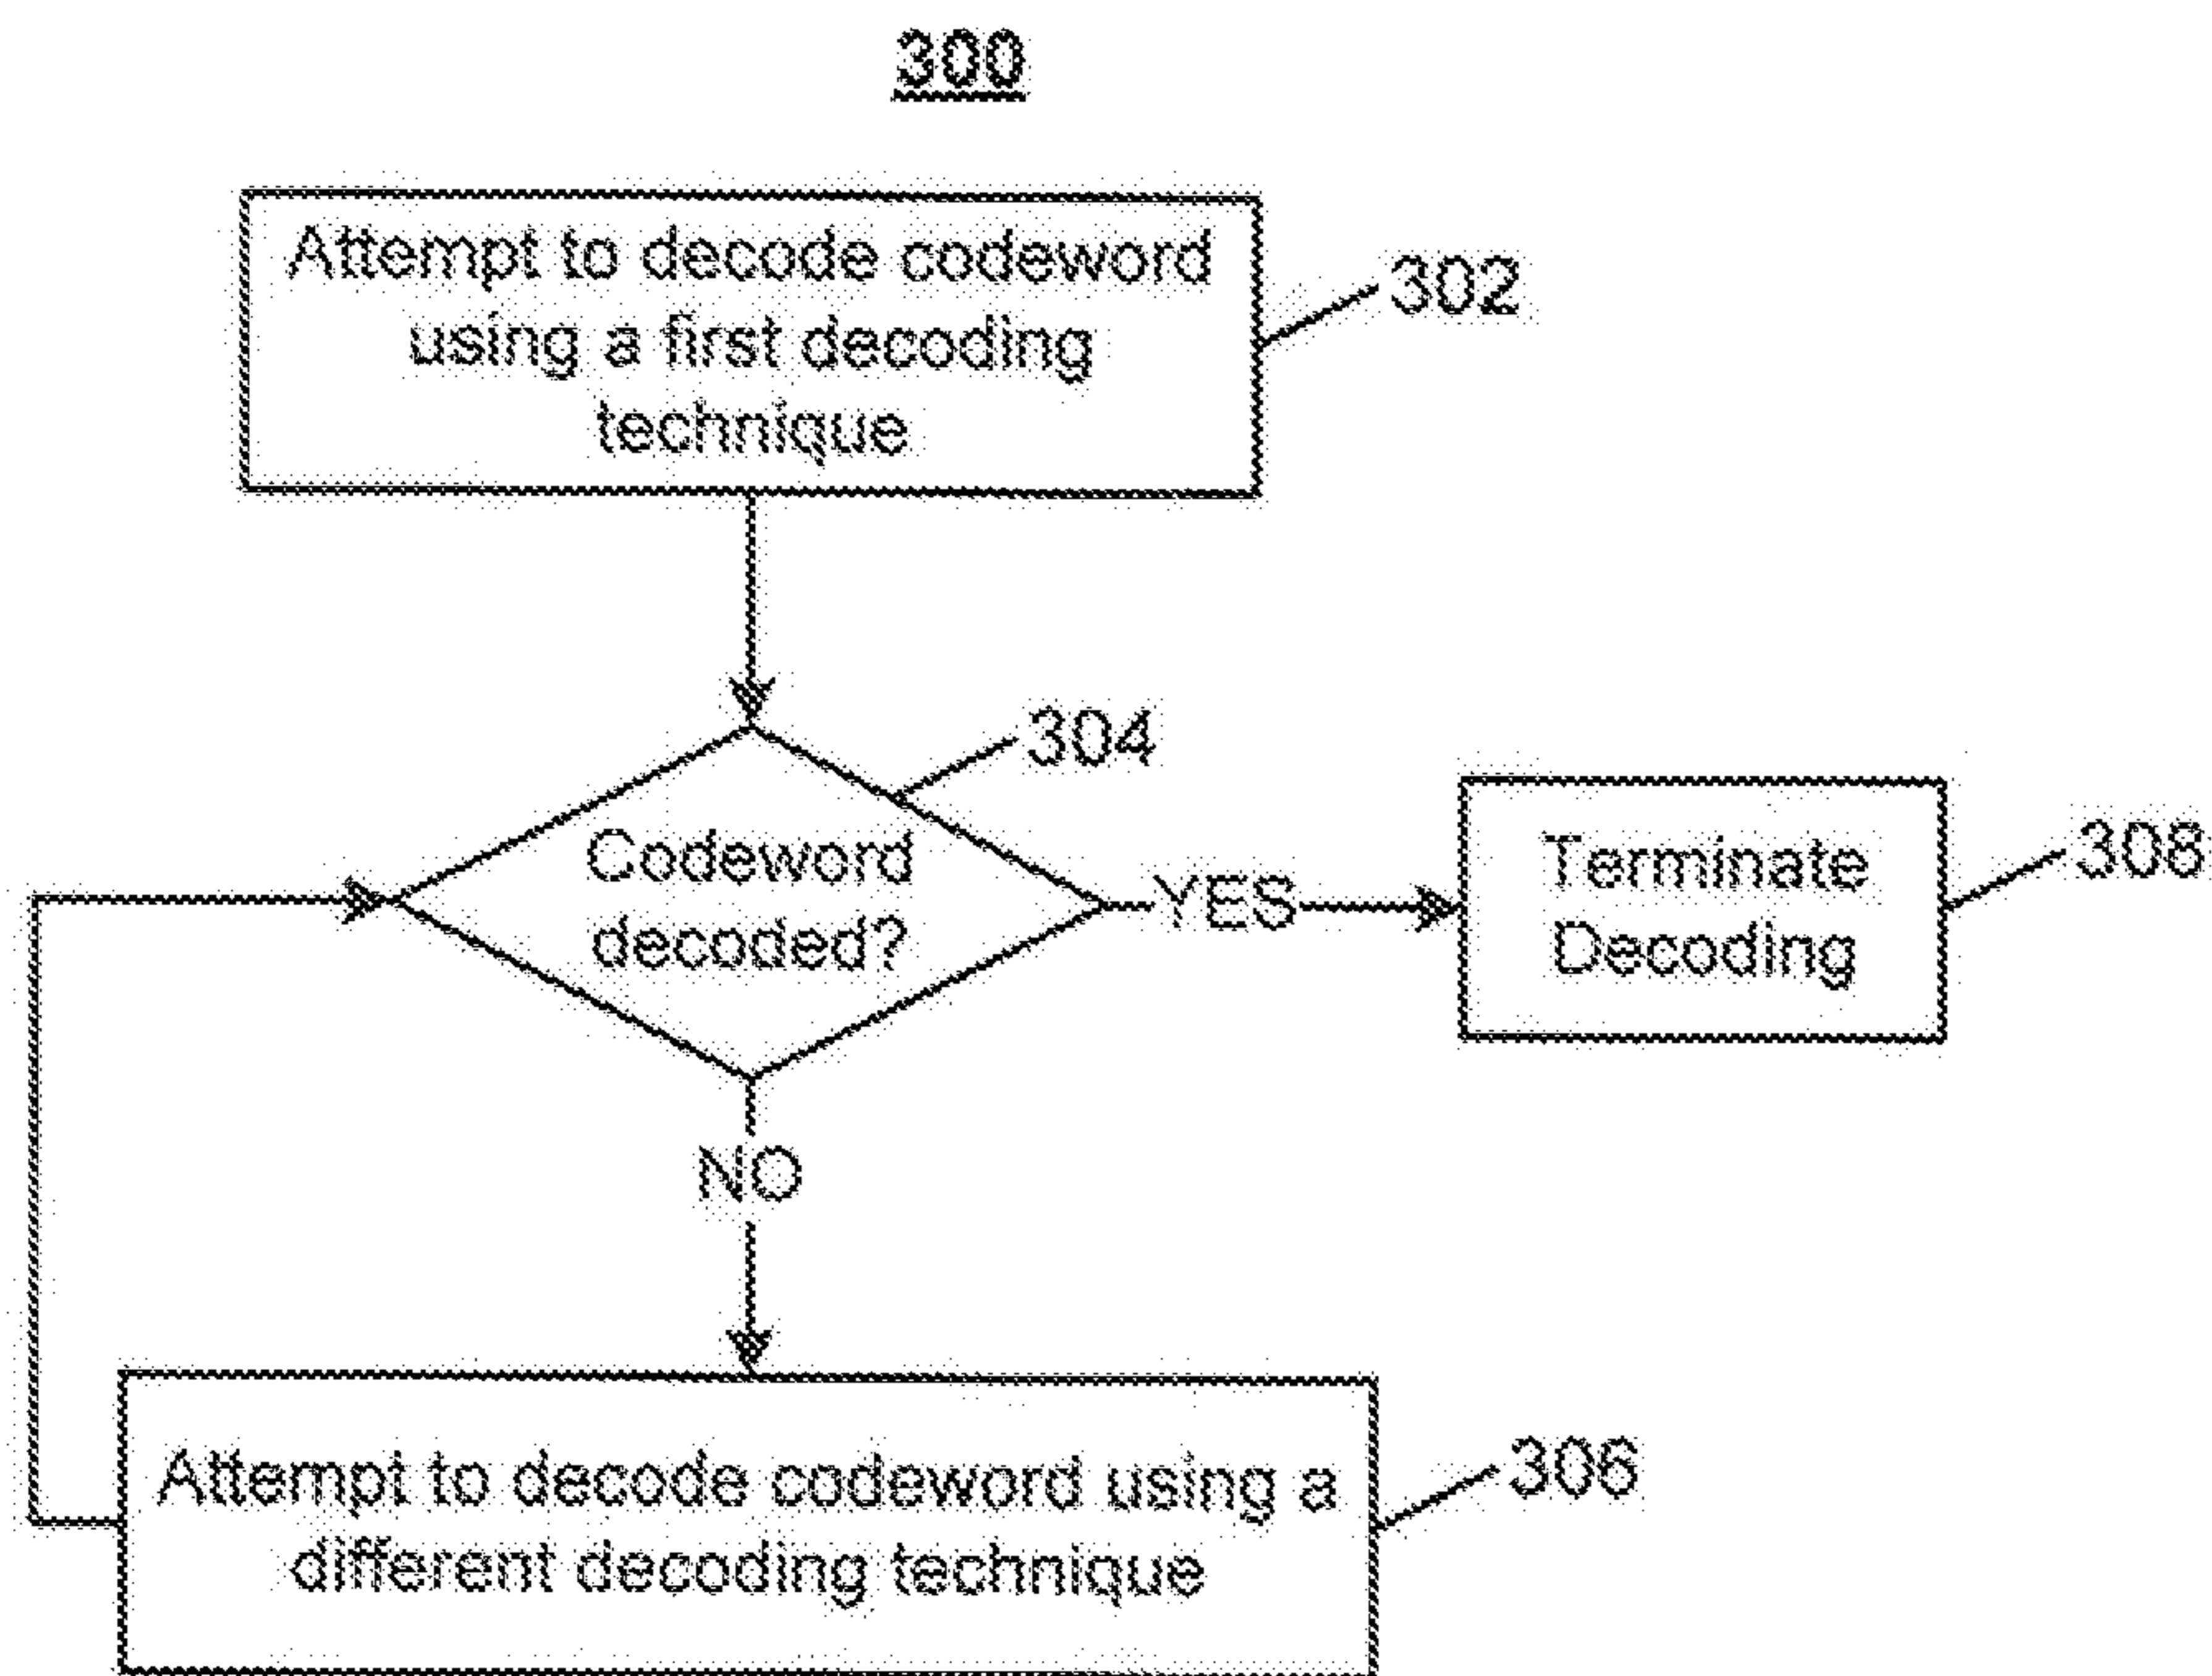 300
Attempt to decode codeword
using a first decoding
technique
302
304
Codeword
decoded?
YES
Terminate
Decoding
308
NO
Attempt to decode codeword using a
different decoding technique
306